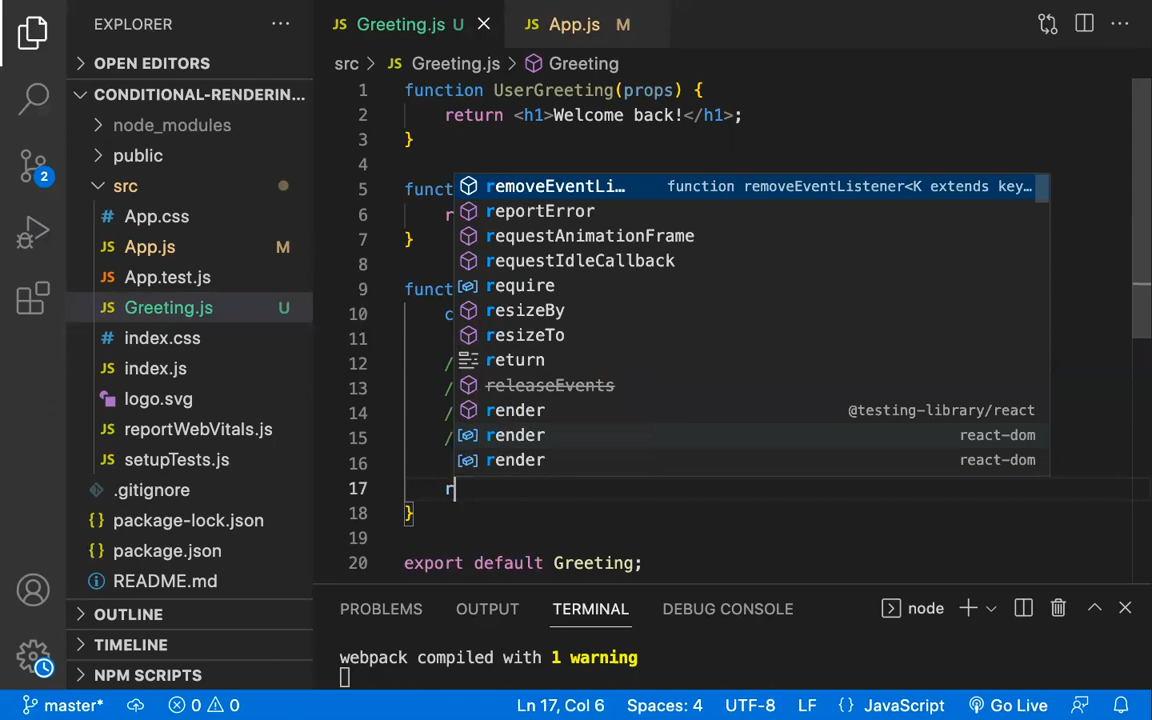 EXPLORER
Greeting.js U
App.js M
OPEN EDITORS
src > JS Greeting.js > Greeting
CONDITIONAL-RENDERIN...
node_modules
public
src
# App.css
JS App.js M
JS App.test.js
JS Greeting.js U
# index.css
JS index.js
logo.svg
JS reportWebVitals.js
JS setupTests.js
.gitignore
{} package-lock.json
{} package.json
README.md
OUTLINE
TIMELINE
NPM SCRIPTS
2
1 function UserGreeting(props) {
2 return <h1>Welcome back!</h1>;
3 }
4
5 funct
6 r
7 }
8
9 funct
10 c
11
12 /
13 /
14 /
15 /
16
17 r
18 }
19
20 export default Greeting;
removeEventLi... function removeEventListener<K extends key...
reportError
requestAnimationFrame
requestIdleCallback
require
resizeBy
resizeTo
return
releaseEvents
render @testing-library/react
render react-dom
render react-dom
PROBLEMS OUTPUT TERMINAL DEBUG CONSOLE node
webpack compiled with 1 warning
master* 0 0 Ln 17, Col 6 Spaces: 4 UTF-8 LF {} JavaScript Go Live